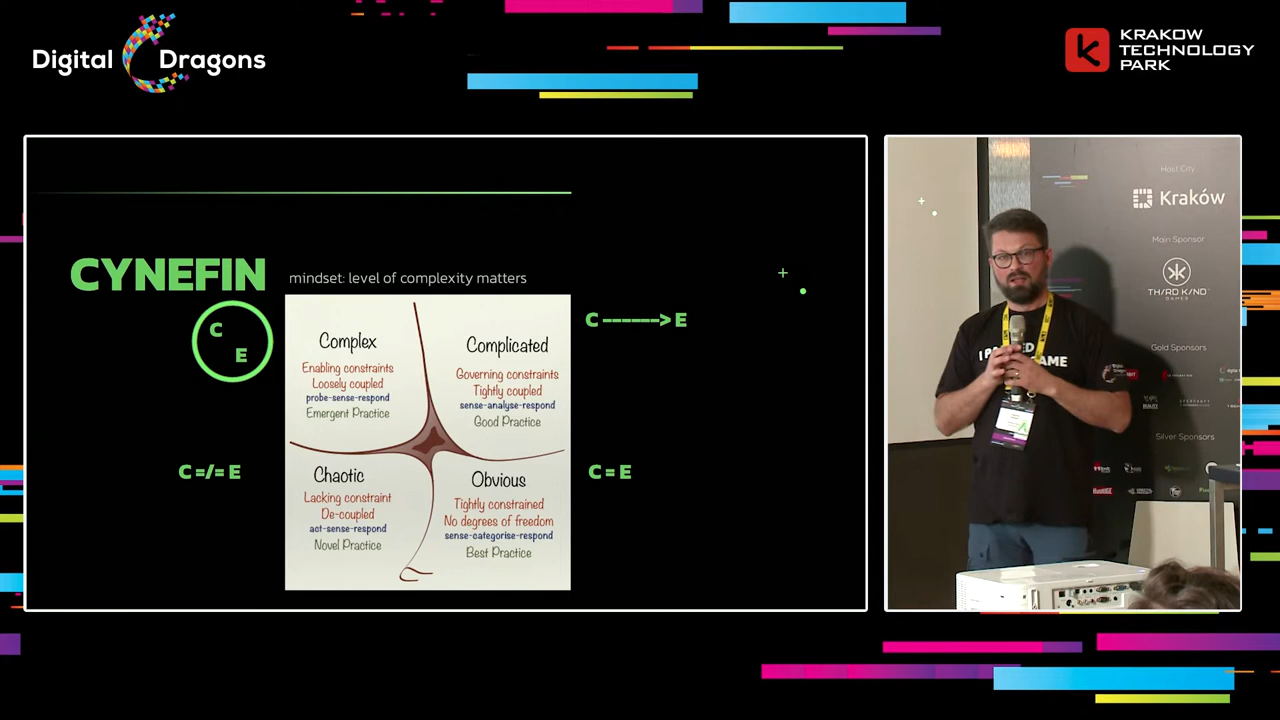 Digital Dragons
KRAKOW
TECHNOLOGY
PARK
CYNEFIN
mindset: level of complexity matters
C
E
Complex
Enabling constraints
Loosely coupled
probe-sense-respond
Emergent Practice
Complicated
Governing constraints
Tightly coupled
sense-analyse-respond
Good Practice
C ------> E
C =/= E
Chaotic
Lacking constraint
De-coupled
act-sense-respond
Novel Practice
Obvious
Tightly constrained
No degrees of freedom
sense-categorise-respond
Best Practice
C = E
Host City
Kraków
Main Sponsor
TH/RD K/ND
GAMES
Gold Sponsors
Silver Sponsors